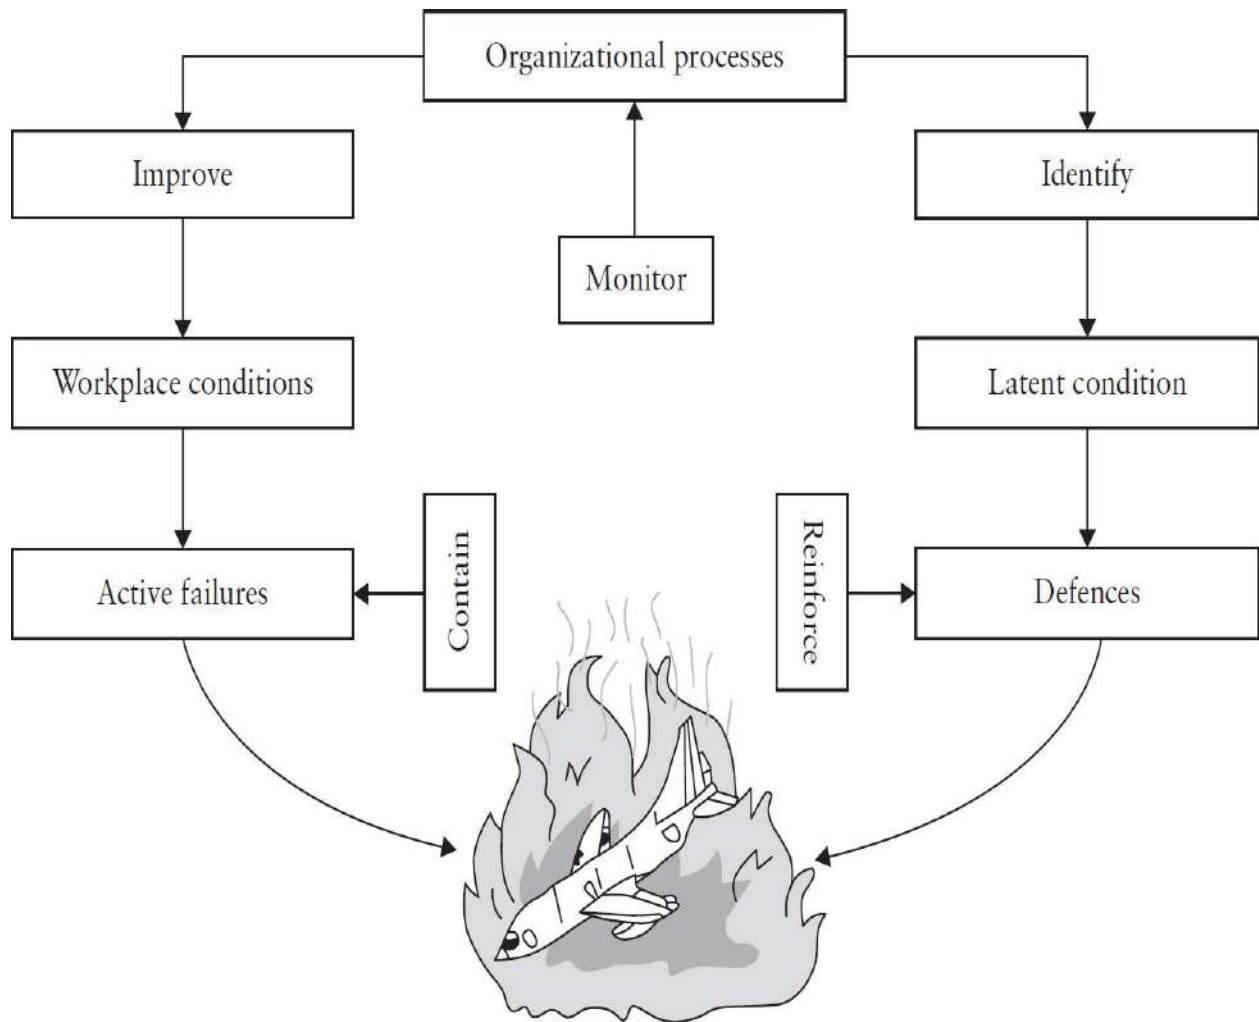 Organizational processes
Improve
Identify
Monitor
Workplace conditions
Latent condition
Contain
Reinforce
Active failures
Defences